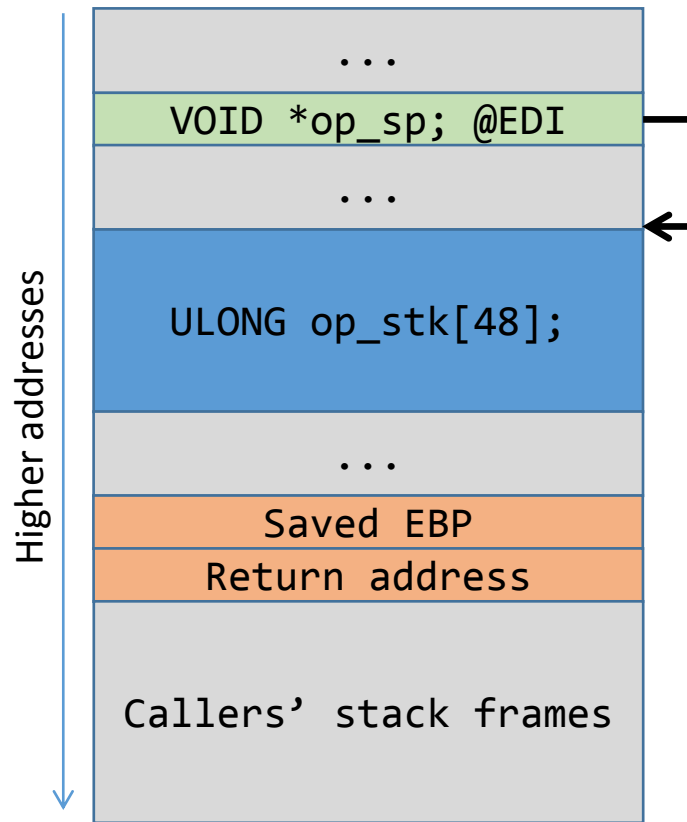 ...
VOID *op_sp; @EDI
...
ULONG op_stk[48];
...
Saved EBP
Return address
Callers’ stack frames
Higher addresses